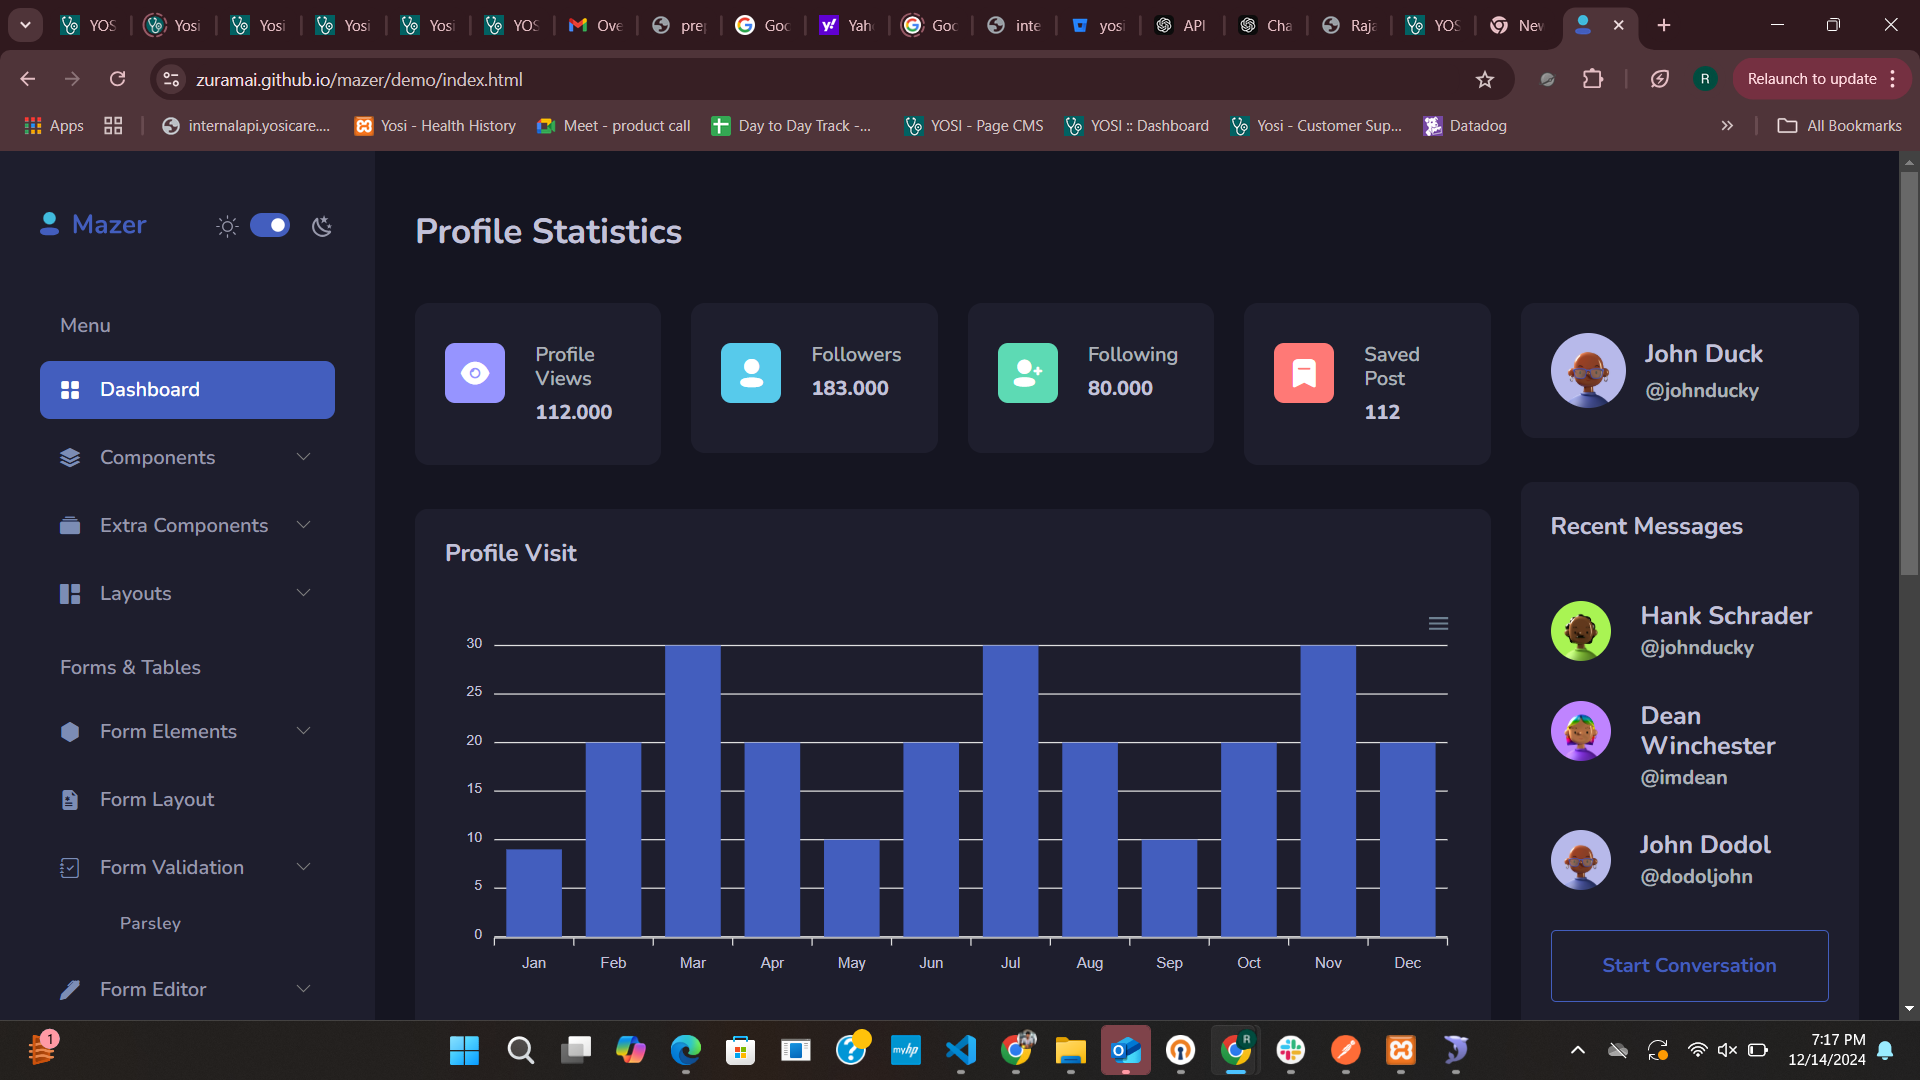 YOS
Yosi
Yosi
Yosi
Yosi
YOS
Ove
prep
Goo
Yah
Goo
inte
yosi
API
Cha
Raja
YOS
New
zuramai.github.io/mazer/demo/index.html
R
Relaunch to update
Apps
internalapi.yosicare....
Yosi - Health History
Meet - product call
Day to Day Track -...
YOSI - Page CMS
YOSI :: Dashboard
Yosi - Customer Sup...
Datadog
All Bookmarks
Mazer
Menu
Dashboard
Components
Extra Components
Layouts
Forms & Tables
Form Elements
Form Layout
Form Validation
Parsley
Form Editor
Profile Statistics
Profile
Views
112.000
Followers
183.000
Following
80.000
Saved
Post
112
John Duck
@johnducky
Profile Visit
30
25
20
15
10
5
0
Jan Feb Mar Apr May Jun Jul Aug Sep Oct Nov Dec
Recent Messages
Hank Schrader
@johnducky
Dean
Winchester
@imdean
John Dodol
@dodoljohn
Start Conversation
1
myhp
R
7:17 PM
12/14/2024